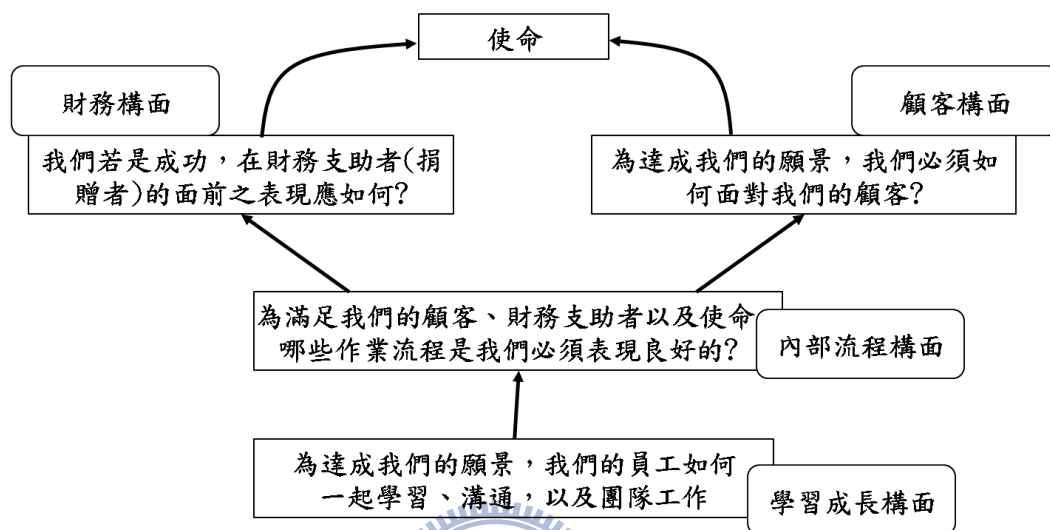 使命
財務構面
顧客構面
我們若是成功，在財務支助者(捐
贈者)的面前之表現應如何?
為達成我們的願景，我們必須如
何面對我們的顧客?
為滿足我們的顧客、財務支助者以及使命
哪些作業流程是我們必須表現良好的?
內部流程構面
為達成我們的願景，我們的員工如何
一起學習、溝通，以及團隊工作
學習成長構面